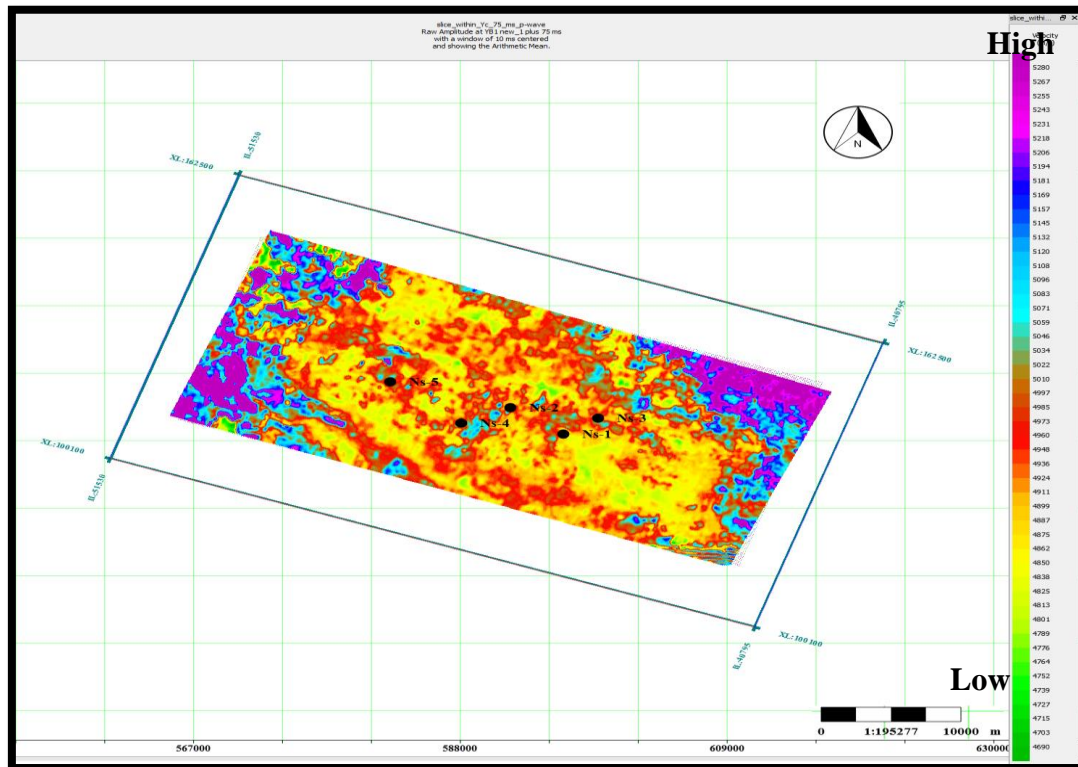 slice_within_Yc_75_ms_p-wave
Raw Amplitude at YB1 new_1 plus 75 ms
with a window of 10 ms centered
and showing the Arithmetic Mean.
slice_withi...
Velocity
High
5280
5267
5255
5243
5231
5218
5206
5194
5181
5169
5157
5145
5132
5120
5108
5096
5083
5071
5059
5046
5034
5022
5010
4997
4985
4973
4960
4948
4936
4924
4911
4899
4887
4875
4862
4850
4838
4825
4813
4801
4789
4776
4764
4752
4739
4727
4715
4703
4690
Low
N
XL:162500
IL:51530
IL:40795
XL:162500
Ns-5
Ns-2
Ns-4
Ns-3
Ns-1
XL:100100
IL:51530
XL:100100
IL:40795
0 1:195277 10000 m
567000 588000 609000 630000